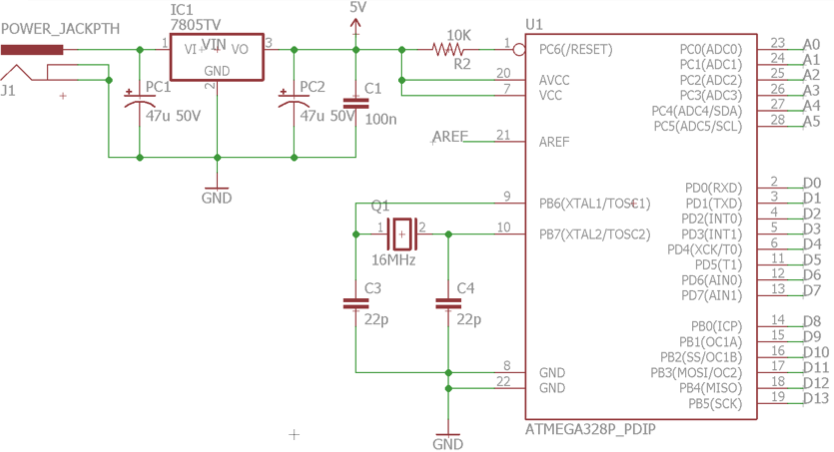 POWER_JACKPTH
J1
IC1
7805TV
1
VI
VIN
VO
3
GND
2
PC1
47u 50V
PC2
47u 50V
C1
100n
GND
5V
10K
R2
AREF
Q1
1
2
16MHz
C3
22p
C4
22p
GND
U1
1 PC6(/RESET)
20 AVCC
7 VCC
21 AREF
9 PB6(XTAL1/TOSC1)
10 PB7(XTAL2/TOSC2)
8 GND
22 GND
PC0(ADC0) 23 A0
PC1(ADC1) 24 A1
PC2(ADC2) 25 A2
PC3(ADC3) 26 A3
PC4(ADC4/SDA) 27 A4
PC5(ADC5/SCL) 28 A5
PD0(RXD) 2 D0
PD1(TXD) 3 D1
PD2(INT0) 4 D2
PD3(INT1) 5 D3
PD4(XCK/T0) 6 D4
PD5(T1) 11 D5
PD6(AIN0) 12 D6
PD7(AIN1) 13 D7
PB0(ICP) 14 D8
PB1(OC1A) 15 D9
PB2(SS/OC1B) 16 D10
PB3(MOSI/OC2) 17 D11
PB4(MISO) 18 D12
PB5(SCK) 19 D13
ATMEGA328P_PDIP